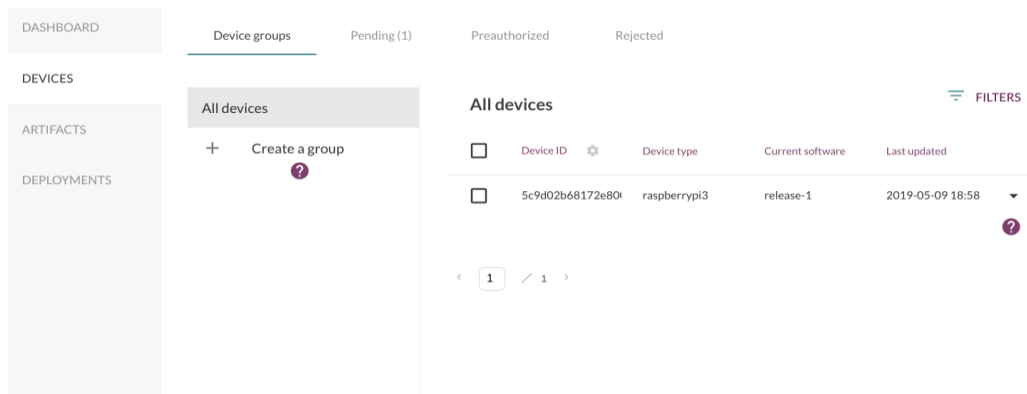 DASHBOARD
DEVICES
ARTIFACTS
DEPLOYMENTS
Device groups Pending (1) Preauthorized Rejected
All devices
+ Create a group
?
All devices
FILTERS
Device ID Device type Current software Last updated
5c9d02b68172e80 raspberrypi3 release-1 2019-05-09 18:58
?
‹ 1 / 1 ›